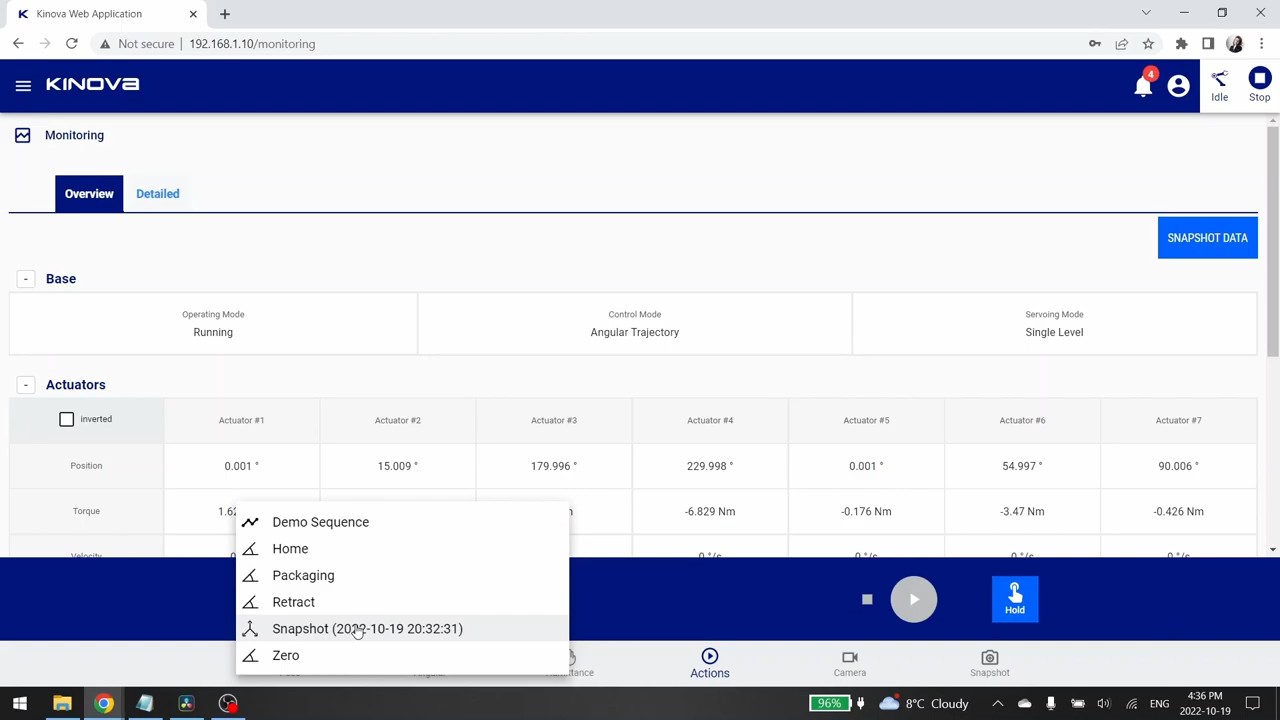 Kinova Web Application
Not secure
192.168.1.10/monitoring
KINOVA
4
Idle
Stop
Monitoring
Overview
Detailed
SNAPSHOT DATA
- Base
Operating Mode
Running
Control Mode
Angular Trajectory
Servoing Mode
Single Level
- Actuators
inverted
Actuator #1
Actuator #2
Actuator #3
Actuator #4
Actuator #5
Actuator #6
Actuator #7
Position
0.001 °
15.009 °
179.996 °
229.998 °
0.001 °
54.997 °
90.006 °
Torque
-6.829 Nm
-0.176 Nm
-3.47 Nm
-0.426 Nm
Velocity
0 °/s
0 °/s
0 °/s
0 °/s
Demo Sequence
Home
Packaging
Retract
Snapshot (2022-10-19 20:32:31)
Zero
Hold
Actions
Camera
Snapshot
96%
8°C Cloudy
ENG
4:36 PM
2022-10-19